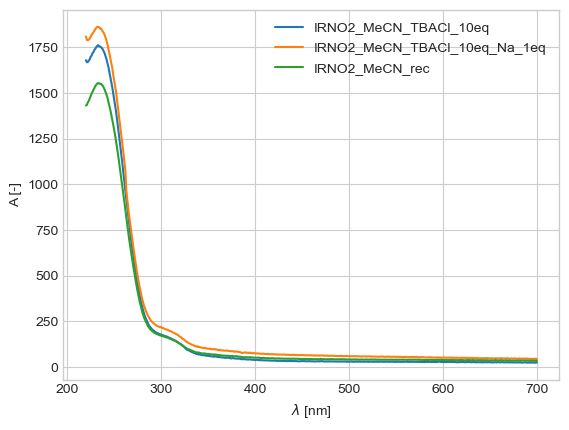 IRNO2_MeCN_TBACl_10eq
IRNO2_MeCN_TBACl_10eq_Na_1eq
IRNO2_MeCN_rec
1750
1500
1250
1000
750
500
250
0
A [-]
200 300 400 500 600 700
λ [nm]